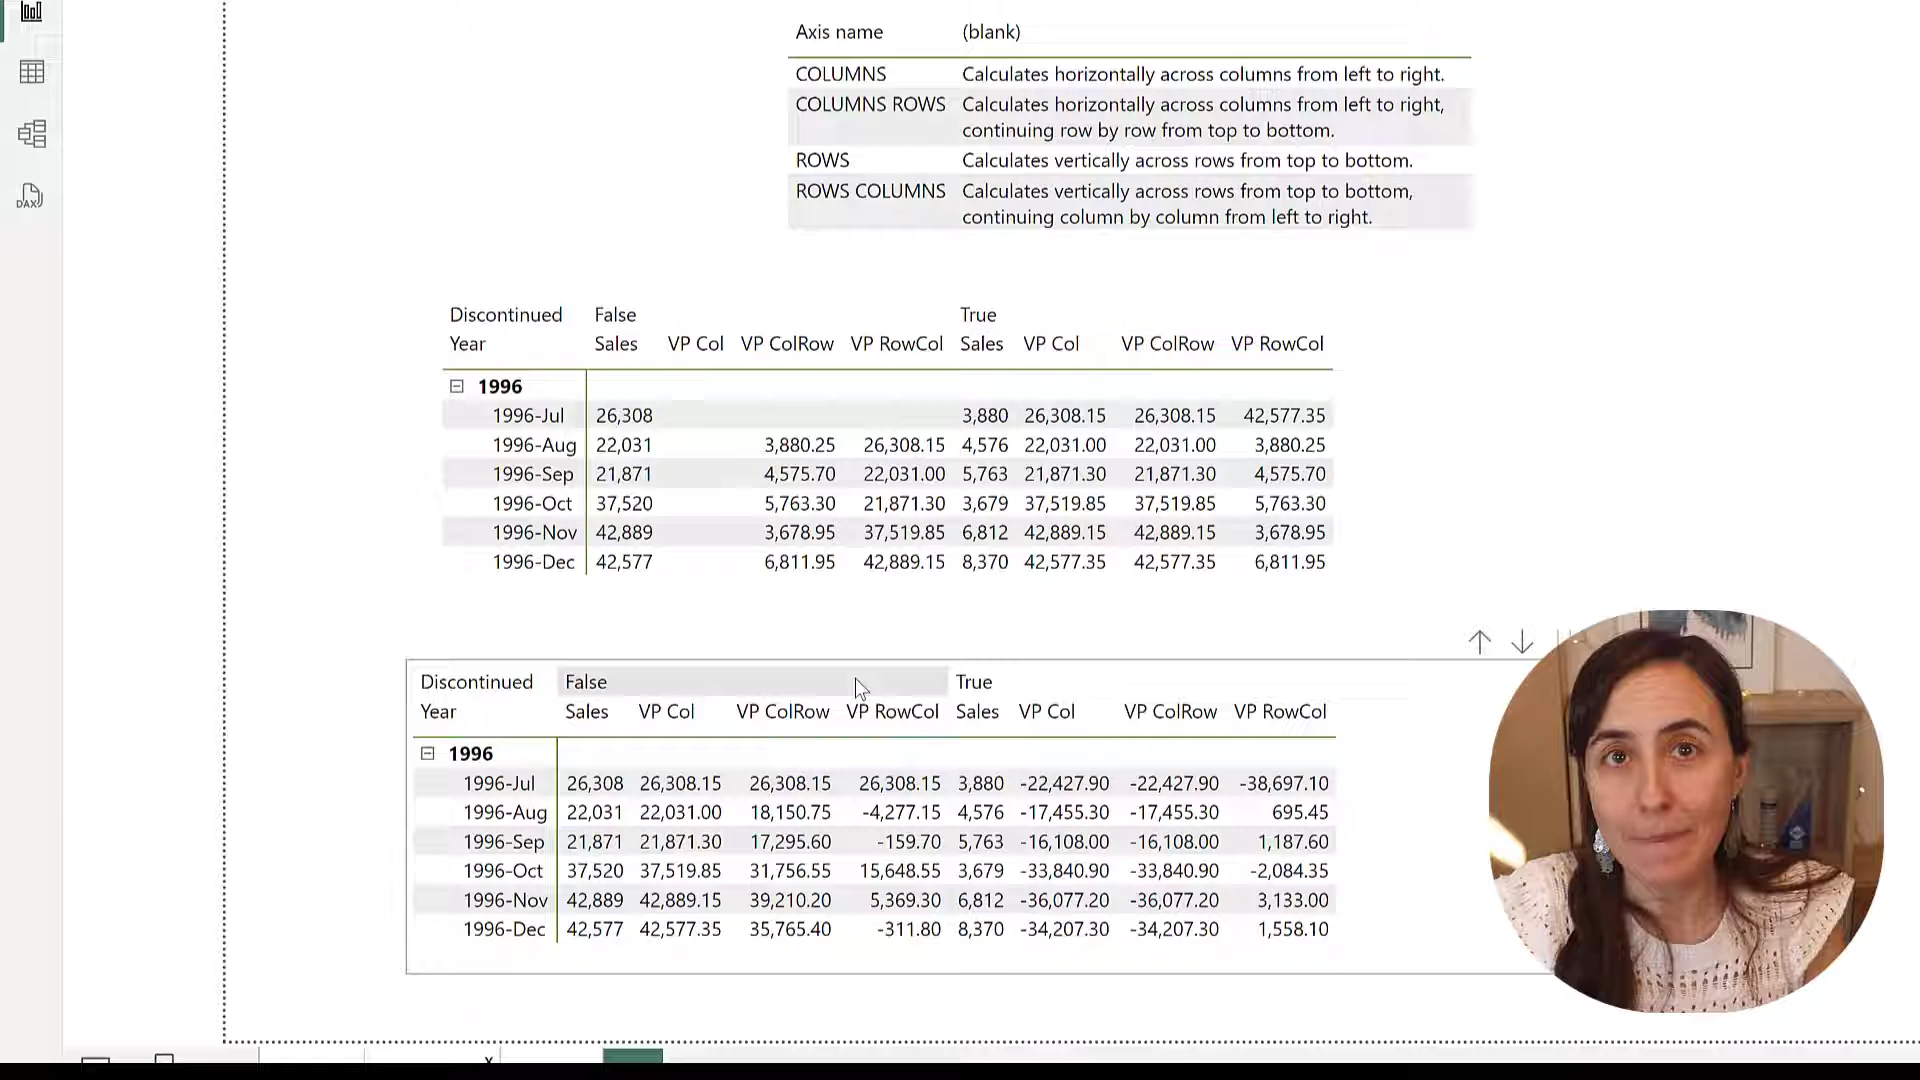 DAX
Axis name (blank)
COLUMNS Calculates horizontally across columns from left to right.
COLUMNS ROWS Calculates horizontally across columns from left to right,
continuing row by row from top to bottom.
ROWS Calculates vertically across rows from top to bottom.
ROWS COLUMNS Calculates vertically across rows from top to bottom,
continuing column by column from left to right.
Discontinued False True
Year Sales VP Col VP ColRow VP RowCol Sales VP Col VP ColRow VP RowCol
1996
1996-Jul 26,308 3,880 26,308.15 26,308.15 42,577.35
1996-Aug 22,031 3,880.25 26,308.15 4,576 22,031.00 22,031.00 3,880.25
1996-Sep 21,871 4,575.70 22,031.00 5,763 21,871.30 21,871.30 4,575.70
1996-Oct 37,520 5,763.30 21,871.30 3,679 37,519.85 37,519.85 5,763.30
1996-Nov 42,889 3,678.95 37,519.85 6,812 42,889.15 42,889.15 3,678.95
1996-Dec 42,577 6,811.95 42,889.15 8,370 42,577.35 42,577.35 6,811.95
Discontinued False True
Year Sales VP Col VP ColRow VP RowCol Sales VP Col VP ColRow VP RowCol
1996
1996-Jul 26,308 26,308.15 26,308.15 26,308.15 3,880 -22,427.90 -22,427.90 -38,697.10
1996-Aug 22,031 22,031.00 18,150.75 -4,277.15 4,576 -17,455.30 -17,455.30 695.45
1996-Sep 21,871 21,871.30 17,295.60 -159.70 5,763 -16,108.00 -16,108.00 1,187.60
1996-Oct 37,520 37,519.85 31,756.55 15,648.55 3,679 -33,840.90 -33,840.90 -2,084.35
1996-Nov 42,889 42,889.15 39,210.20 5,369.30 6,812 -36,077.20 -36,077.20 3,133.00
1996-Dec 42,577 42,577.35 35,765.40 -311.80 8,370 -34,207.30 -34,207.30 1,558.10